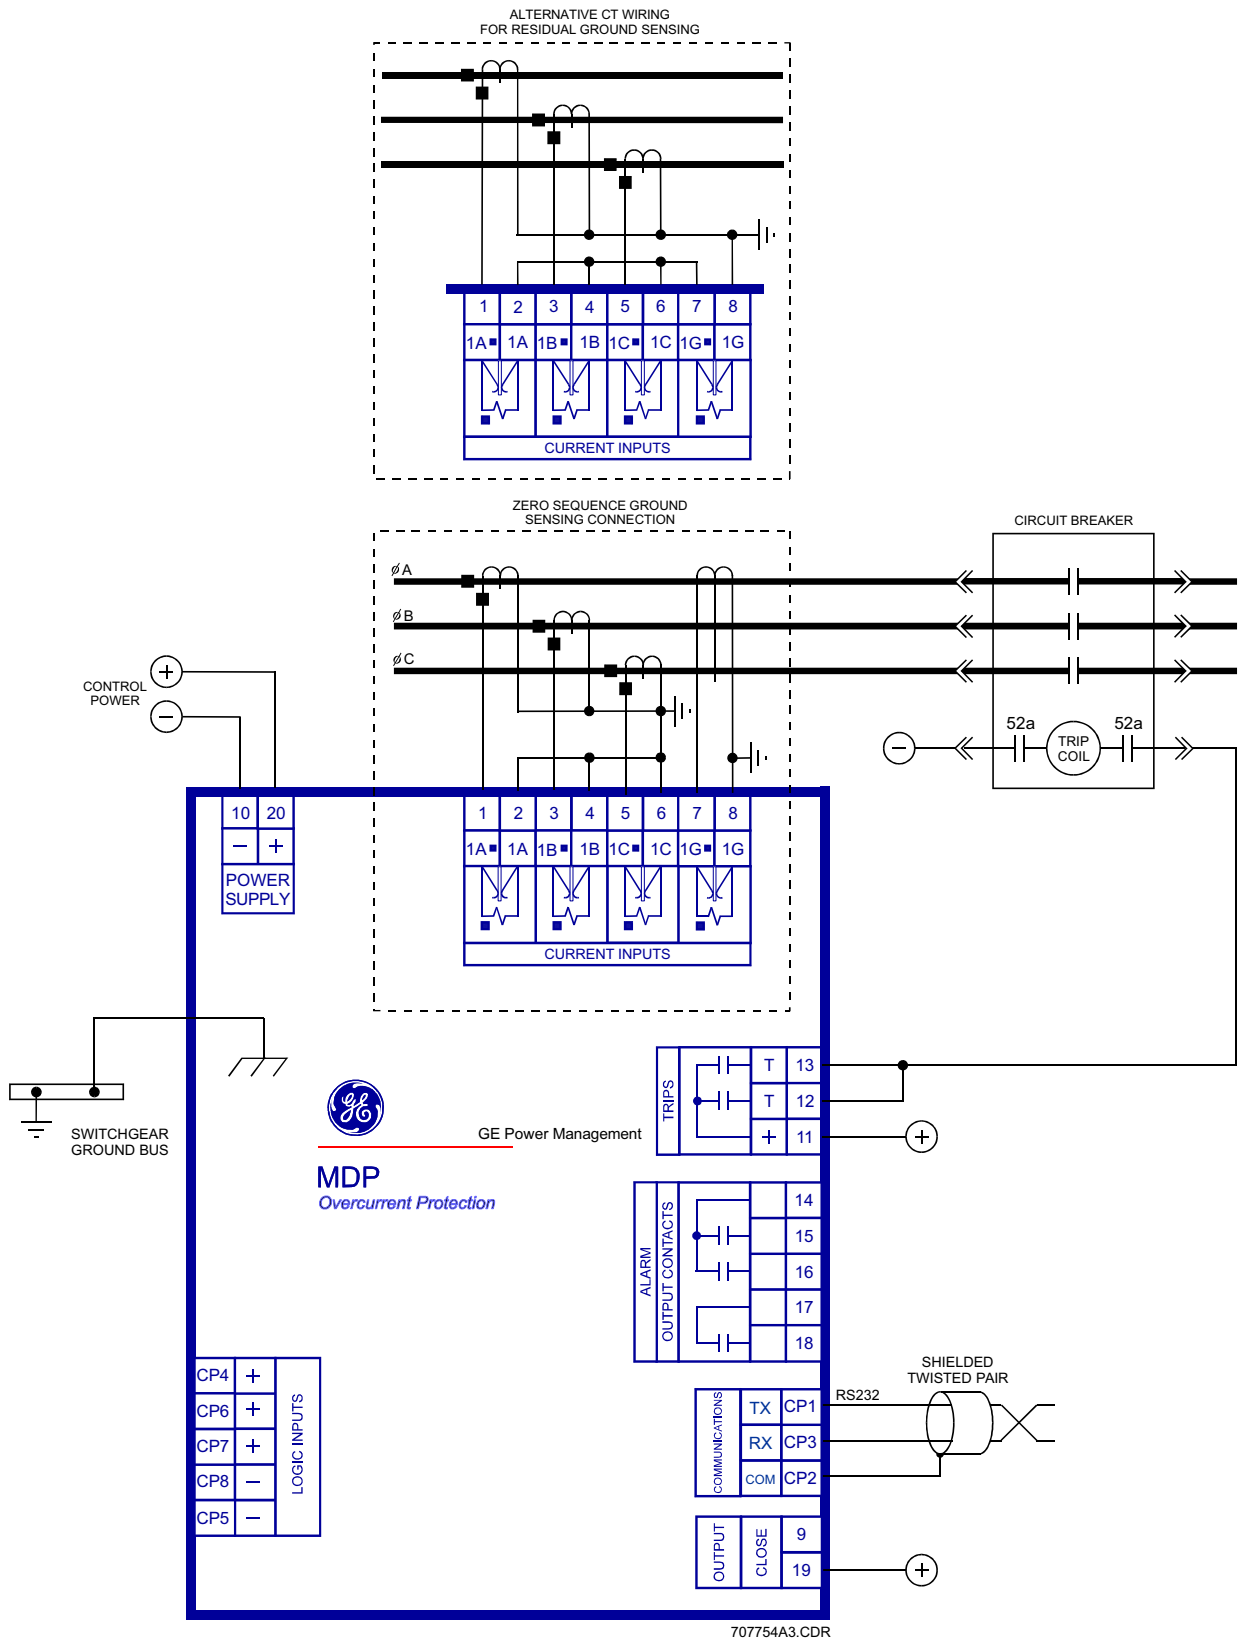 ALTERNATIVE CT WIRING
FOR RESIDUAL GROUND SENSING
1 2 3 4 5 6 7 8
1A 1A 1B 1B 1C 1C 1G 1G
CURRENT INPUTS
ZERO SEQUENCE GROUND
SENSING CONNECTION
CIRCUIT BREAKER
øA
øB
øC
CONTROL
POWER
+
−
52a
52a
−
TRIP
COIL
10 20
− +
POWER
SUPPLY
1 2 3 4 5 6 7 8
1A 1A 1B 1B 1C 1C 1G 1G
CURRENT INPUTS
SWITCHGEAR
GROUND BUS
GE
GE Power Management
MDP
Overcurrent Protection
TRIPS
T 13
T 12
+ 11
+
ALARM
OUTPUT CONTACTS
14
15
16
17
18
CP4 +
CP6 +
CP7 +
CP8 −
CP5 −
LOGIC INPUTS
COMMUNICATIONS
TX CP1
RX CP3
COM CP2
RS232
SHIELDED
TWISTED PAIR
OUTPUT
CLOSE
9
19
+
707754A3.CDR